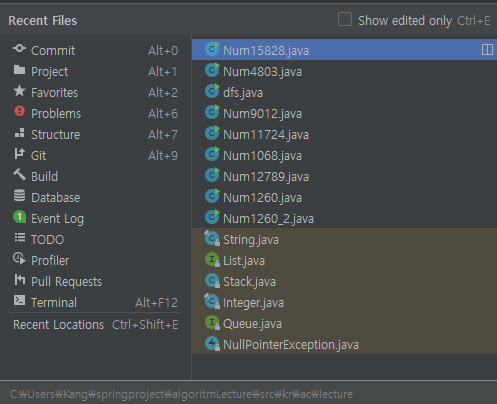 Recent Files
Show edited only Ctrl+E
Commit Alt+0
Project Alt+1
Favorites Alt+2
Problems Alt+6
Structure Alt+7
Git Alt+9
Build
Database
1 Event Log
TODO
Profiler
Pull Requests
Terminal Alt+F12
Recent Locations Ctrl+Shift+E
C Num15828.java
C Num4803.java
C dfs.java
C Num9012.java
C Num11724.java
C Num1068.java
C Num12789.java
C Num1260.java
C Num1260_2.java
C String.java
I List.java
C Stack.java
C Integer.java
I Queue.java
NullPointerException.java
C:₩Users₩Kang₩springproject₩algoritmLecture₩src₩kr₩ac₩lecture